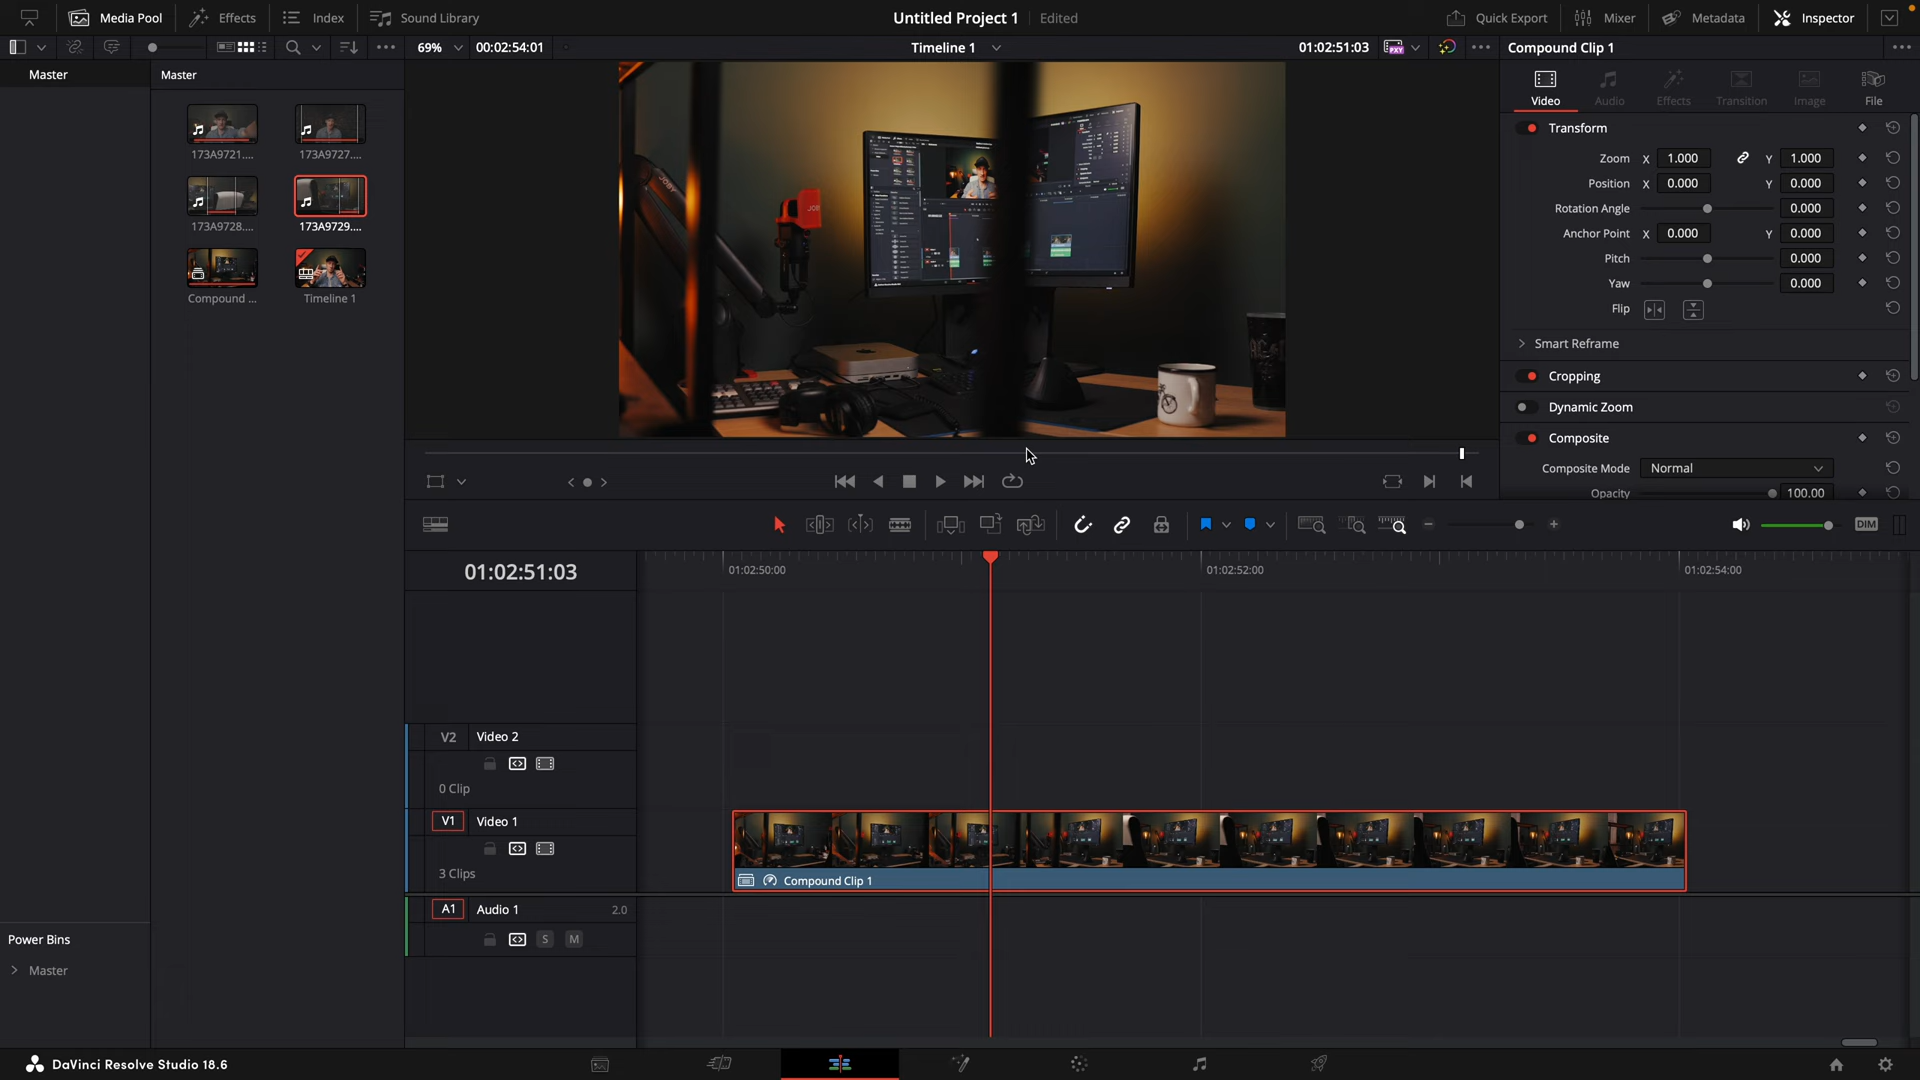 Media Pool
Effects
Index
Sound Library
Untitled Project 1
Edited
Quick Export
Mixer
Metadata
Inspector
69%
00:02:54:01
Timeline 1
01:02:51:03
Compound Clip 1
Master
Master
Video
Audio
Effects
Transition
Image
File
173A9721....
173A9727....
173A9728....
173A9729....
Compound ...
Timeline 1
Transform
Zoom X 1.000 Y 1.000
Position X 0.000 Y 0.000
Rotation Angle 0.000
Anchor Point X 0.000 Y 0.000
Pitch 0.000
Yaw 0.000
Flip
Smart Reframe
Cropping
Dynamic Zoom
Composite
Composite Mode Normal
Opacity 100.00
DIM
01:02:51:03
01:02:50:00
01:02:52:00
01:02:54:00
V2 Video 2
0 Clip
V1 Video 1
3 Clips
Compound Clip 1
A1 Audio 1 2.0
S M
Power Bins
Master
DaVinci Resolve Studio 18.6